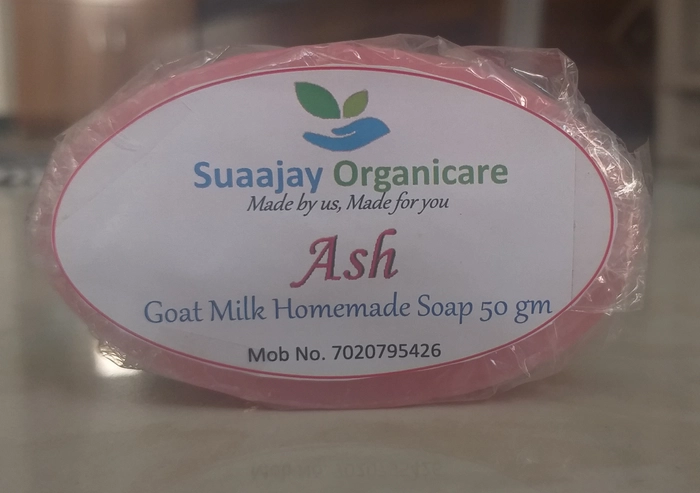 Suaajay Organicare
Made by us, Made for you
Ash
Goat Milk Homemade Soap 50 gm
Mob No. 7020795426